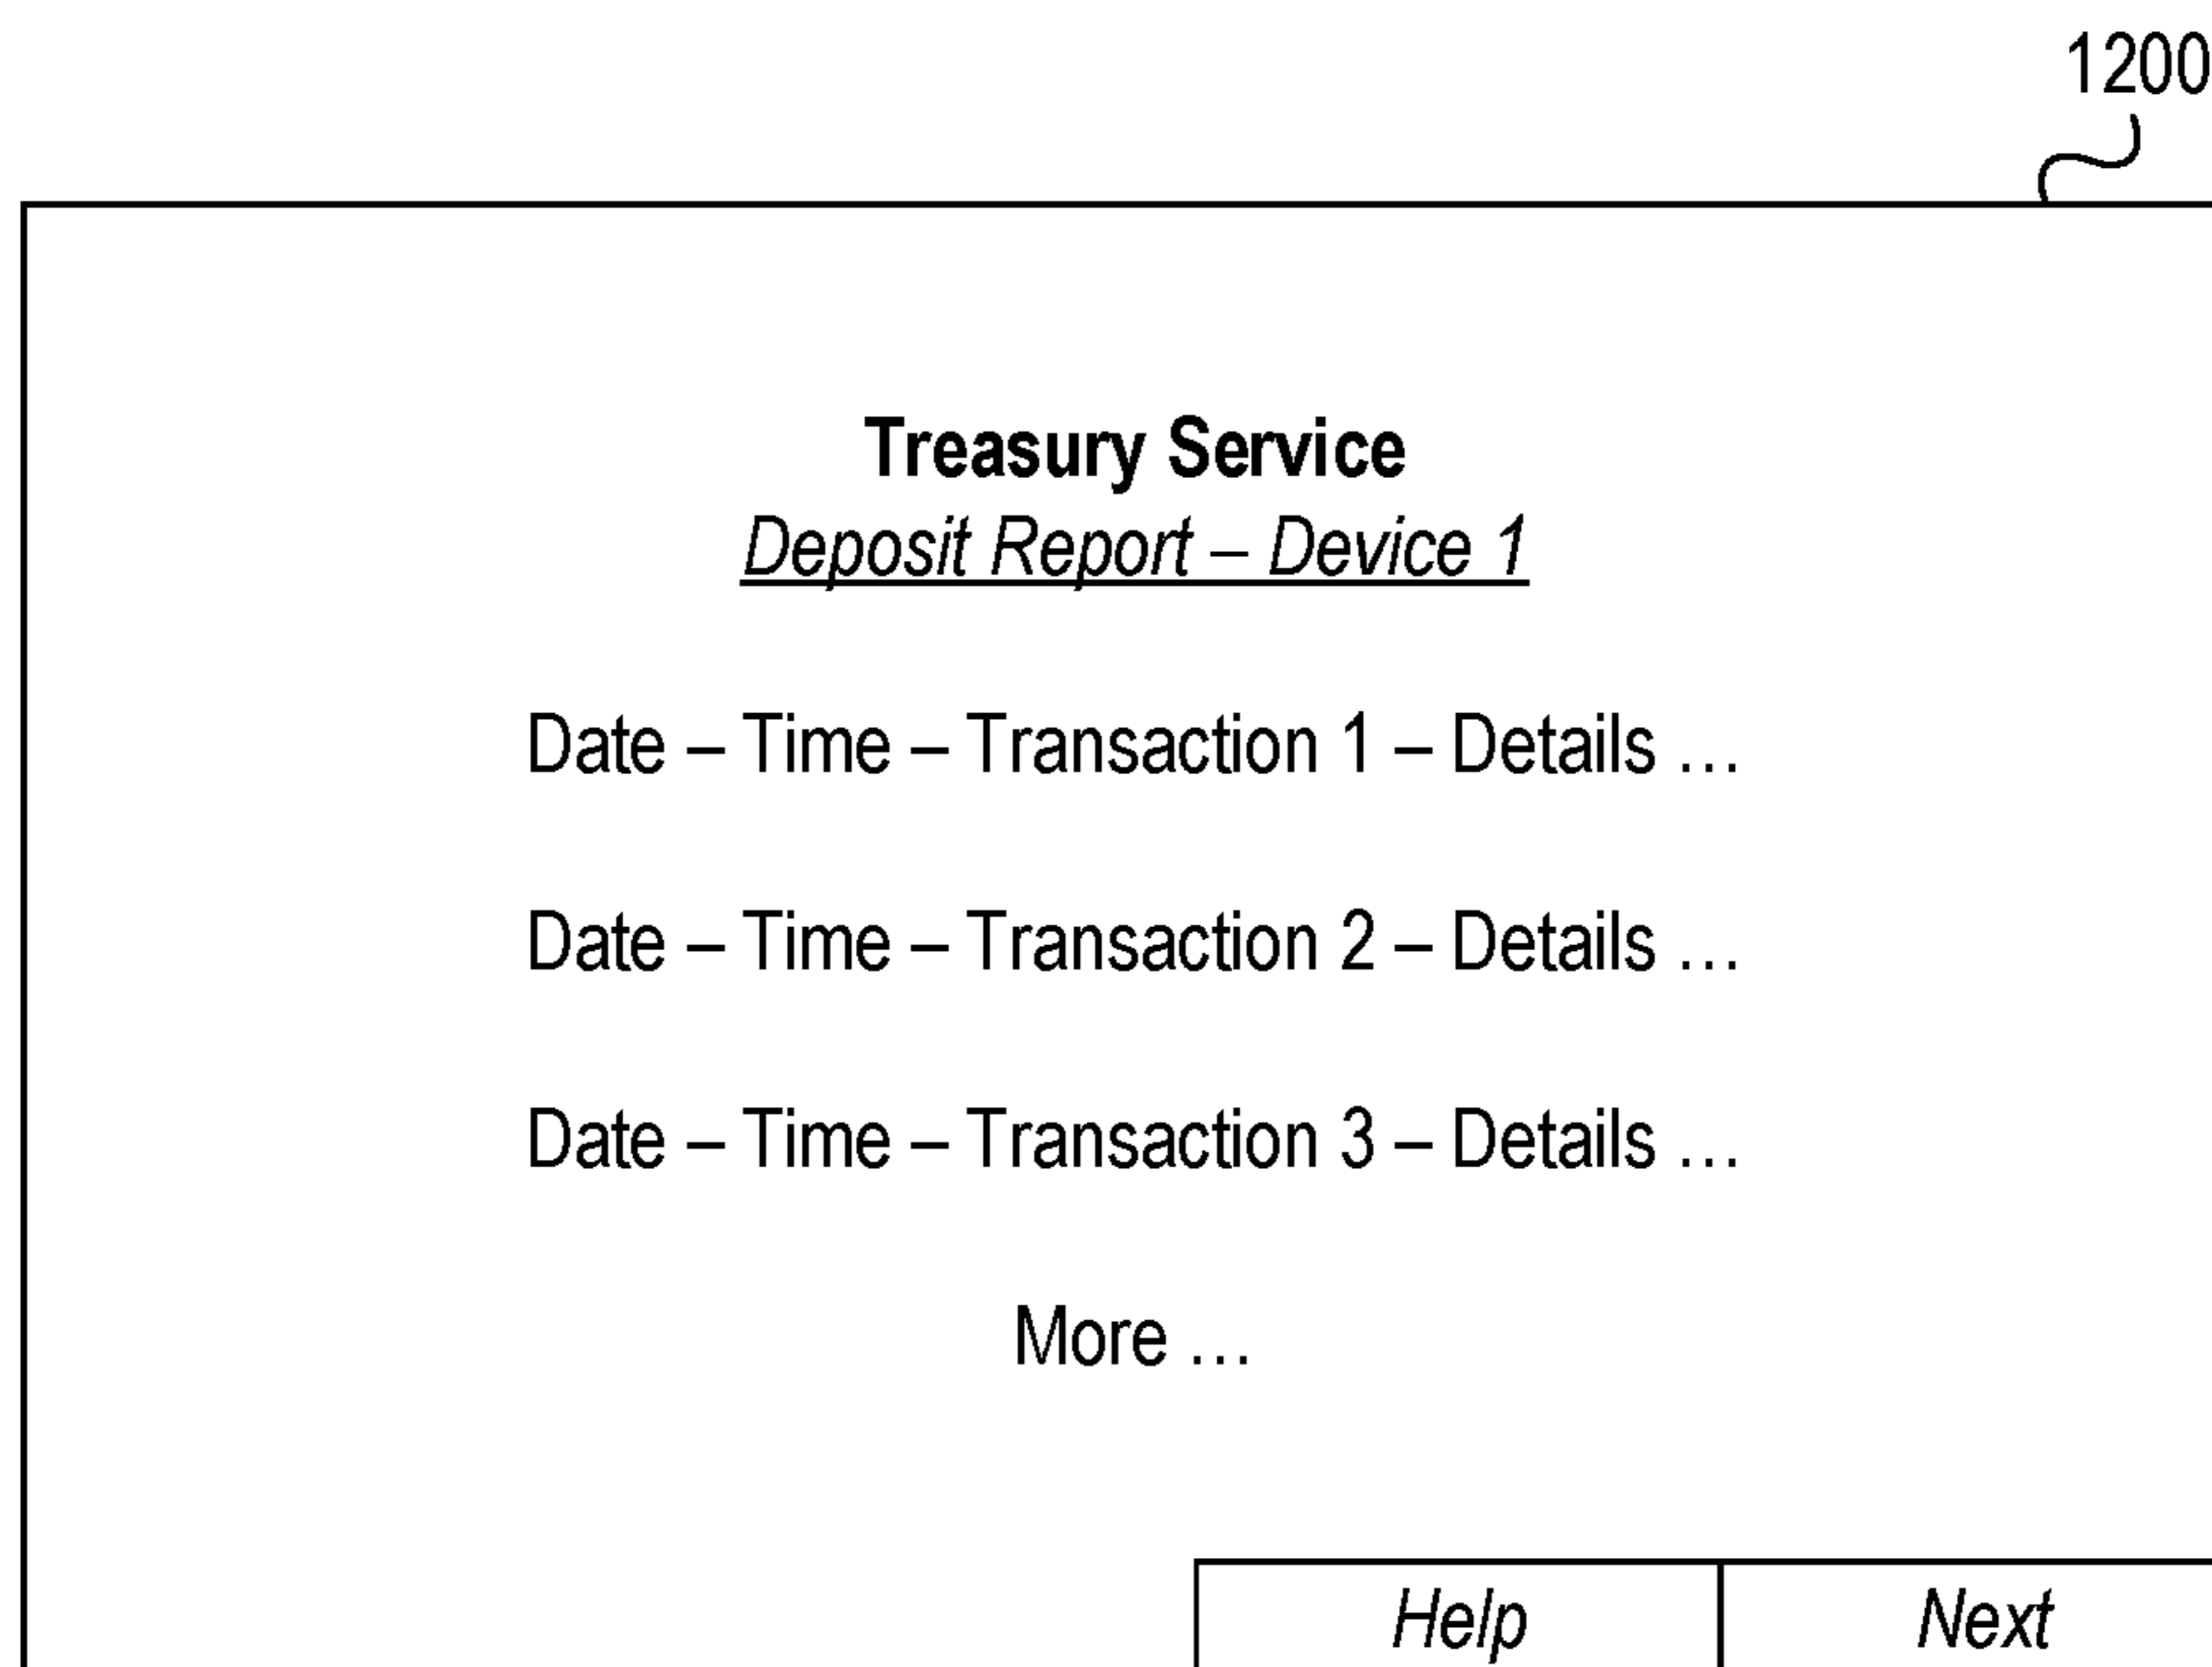 1200
Treasury Service
Deposit Report – Device 1
Date – Time – Transaction 1 – Details ...
Date – Time – Transaction 2 – Details ...
Date – Time – Transaction 3 – Details ...
More ...
Help Next